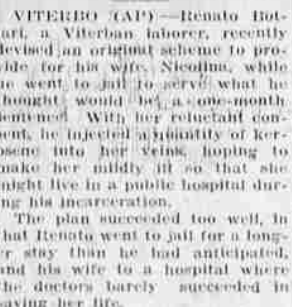 VITERBO (AP)—Renato Bot-
tari, a Viterban laborer, recently
devised an original scheme to pro-
vide for his wife, Nicolina, while
he went to jail to serve what he
thought would be a one-month
sentence. With her reluctant con-
sent, he injected a quantity of ker-
osene into her veins, hoping to
make her mildly ill so that she
might live in a public hospital dur-
ing his incarceration.
The plan succeeded too well, in
that Renato went to jail for a long-
er stay than he had anticipated,
and his wife to a hospital where
the doctors barely succeeded in
saving her life.